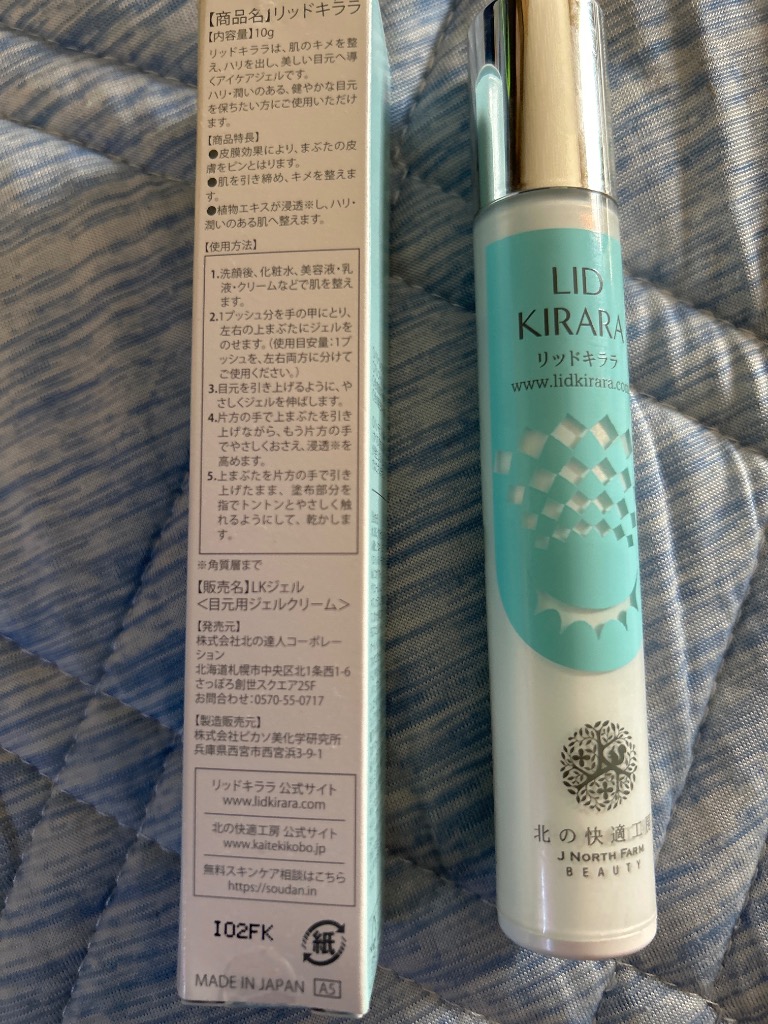 【商品名】リッドキララ
【内容量】10g
リッドキララは、肌のキメを整
え、ハリを出し、美しい目元へ導
くアイケアジェルです。
ハリ・潤いのある、健やかな目元
を保ちたい方にご使用いただけ
ます。
【商品特長】
●皮膜効果により、まぶたの皮
膚をピンとはります。
●肌を引き締め、キメを整えま
す。
●植物エキスが浸透※し、ハリ・
潤いのある肌へ整えます。
【使用方法】
1.洗顔後、化粧水、美容液・乳
液・クリームなどで肌を整え
ます。
2.1プッシュ分を手の甲にとり、
左右の上まぶたにジェルを
のせます。（使用目安量：1プ
ッシュを、左右両方に分けて
ご使用ください。）
3.目元を引き上げるように、や
さしくジェルを伸ばします。
4.片方の手で上まぶたを引き
上げながら、もう片方の手
でやさしくおさえ、浸透※を
高めます。
5.上まぶたを片方の手で引き
上げたまま、塗布部分を
指でトントンとやさしく触
れるようにして、乾かしま
す。
※角質層まで
【販売名】LKジェル
＜目元用ジェルクリーム＞
【発売元】
株式会社北の達人コーポレー
ション
北海道札幌市中央区北1条西1-6
さっぽろ創世スクエア25F
お問合わせ：0570-55-0717
【製造販売元】
株式会社ピカソ美化学研究所
兵庫県西宮市西宮浜3-9-1
リッドキララ 公式サイト
www.lidkirara.com
北の快適工房 公式サイト
www.kaitekikobo.jp
無料スキンケア相談はこちら
https://soudan.in
I02FK
紙
MADE IN JAPAN A5
LID
KIRARA
リッドキララ
www.lidkirara.com
北の快適工房
J NORTH FARM
BEAUTY